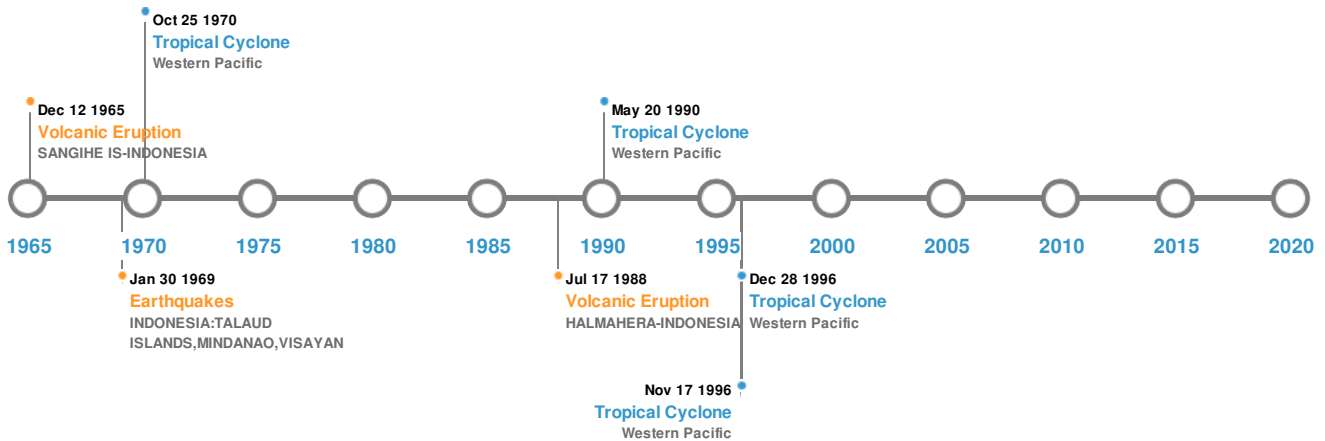 Oct 25 1970
Tropical Cyclone
Western Pacific
Dec 12 1965
Volcanic Eruption
SANGIHE IS-INDONESIA
May 20 1990
Tropical Cyclone
Western Pacific
1965 1970 1975 1980 1985 1990 1995 2000 2005 2010 2015 2020
Jan 30 1969
Earthquakes
INDONESIA:TALAUD
ISLANDS,MINDANAO,VISAYAN
Jul 17 1988
Volcanic Eruption
HALMAHERA-INDONESIA
Dec 28 1996
Tropical Cyclone
Western Pacific
Nov 17 1996
Tropical Cyclone
Western Pacific